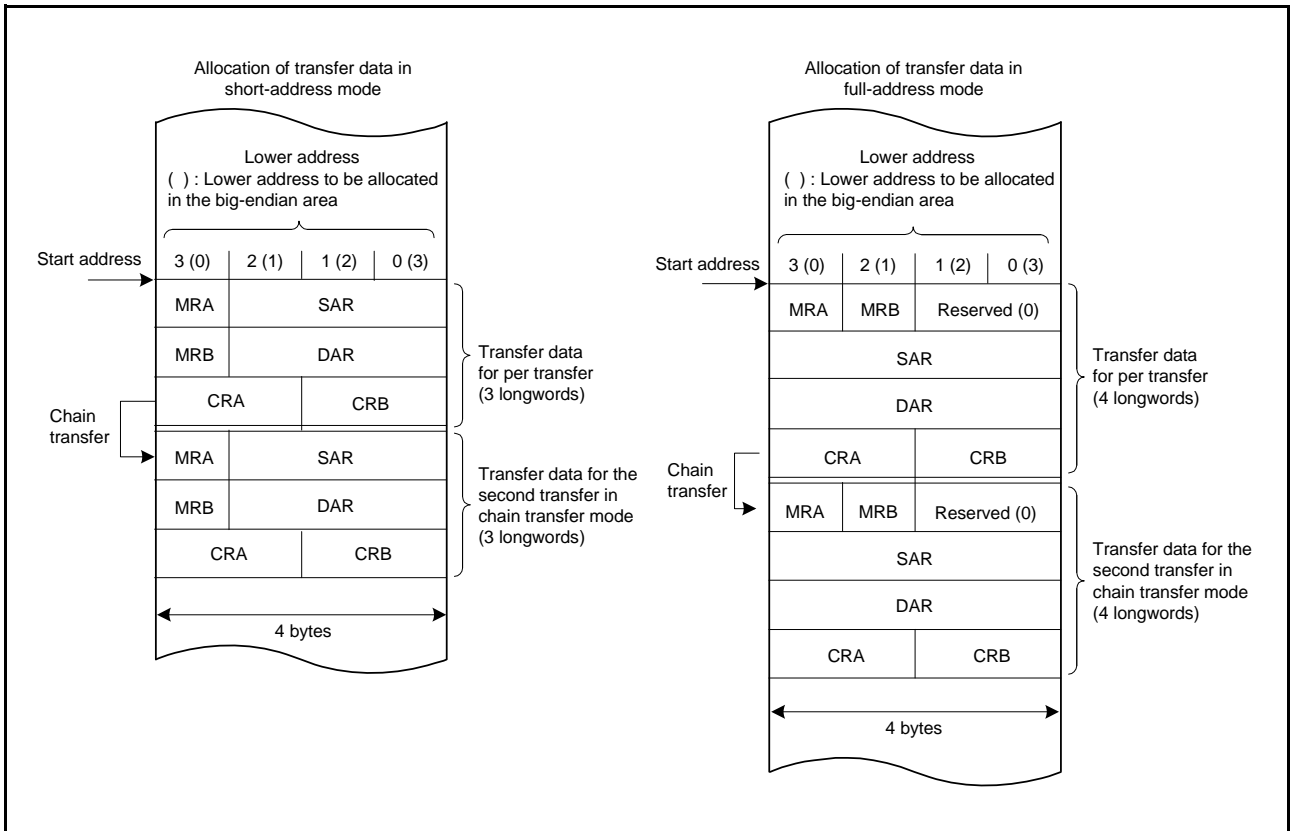 Allocation of transfer data in
short-address mode
Lower address
( ) : Lower address to be allocated
in the big-endian area
Start address
3 (0) 2 (1) 1 (2) 0 (3)
MRA SAR
MRB DAR
CRA CRB
Transfer data
for per transfer
(3 longwords)
Chain
transfer
MRA SAR
MRB DAR
CRA CRB
Transfer data for the
second transfer in
chain transfer mode
(3 longwords)
4 bytes
Allocation of transfer data in
full-address mode
Lower address
( ) : Lower address to be allocated
in the big-endian area
Start address
3 (0) 2 (1) 1 (2) 0 (3)
MRA MRB Reserved (0)
SAR
DAR
CRA CRB
Transfer data
for per transfer
(4 longwords)
Chain
transfer
MRA MRB Reserved (0)
SAR
DAR
CRA CRB
Transfer data for the
second transfer in
chain transfer mode
(4 longwords)
4 bytes